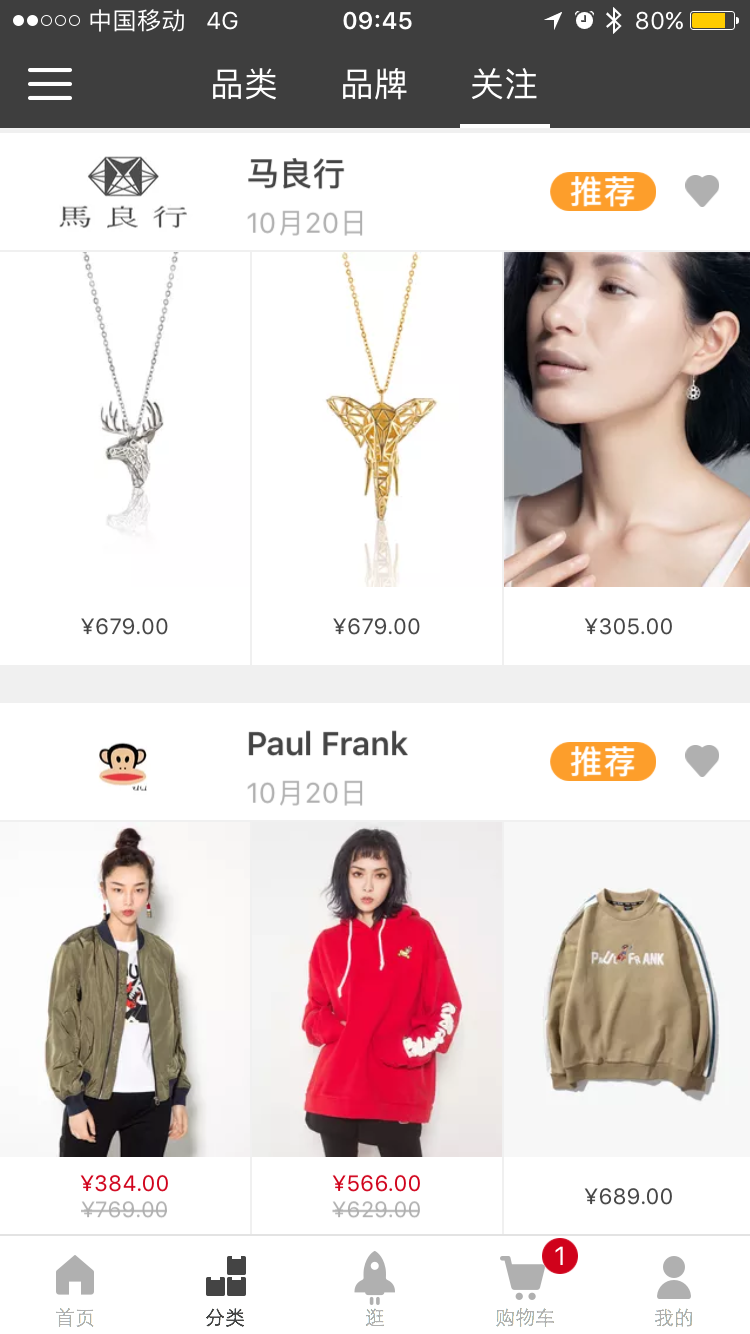 中国移动 4G 09:45 80%
品类 品牌 关注
馬良行
马良行
10月20日
推荐
¥679.00 ¥679.00 ¥305.00
Paul Frank
10月20日
推荐
PAUL FRANK
¥384.00 ¥566.00 ¥689.00
¥769.00 ¥629.00
1
首页 分类 逛 购物车 我的